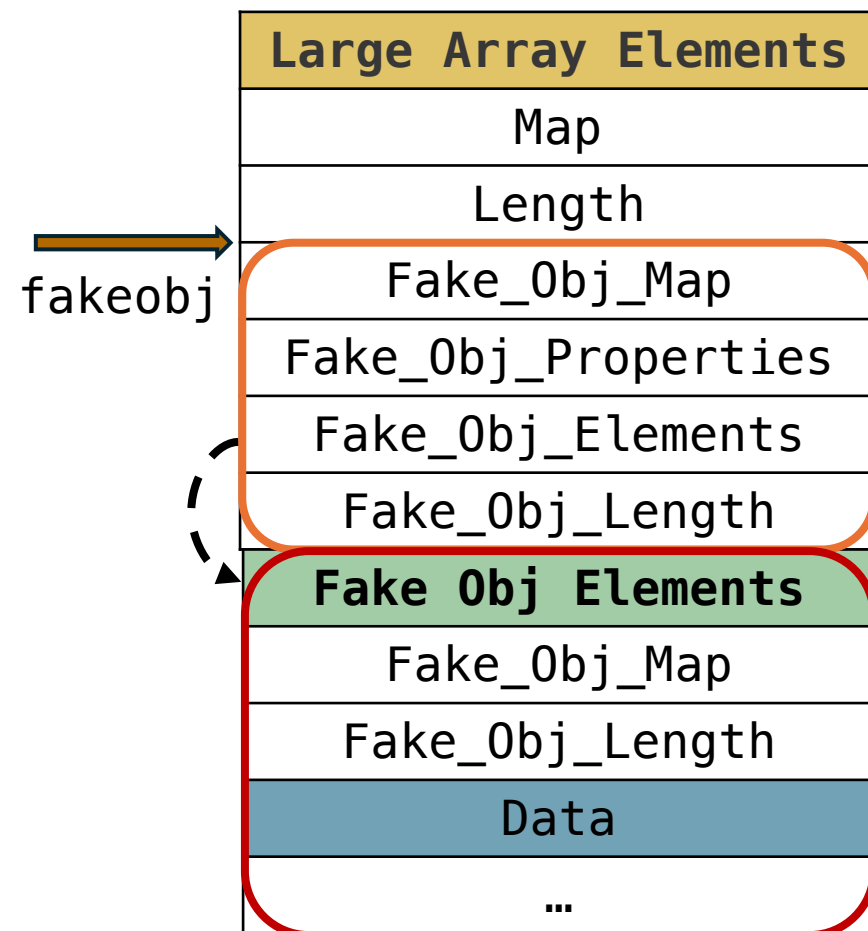 Large Array Elements
Map
Length
fakeobj
Fake_Obj_Map
Fake_Obj_Properties
Fake_Obj_Elements
Fake_Obj_Length
Fake Obj Elements
Fake_Obj_Map
Fake_Obj_Length
Data
…